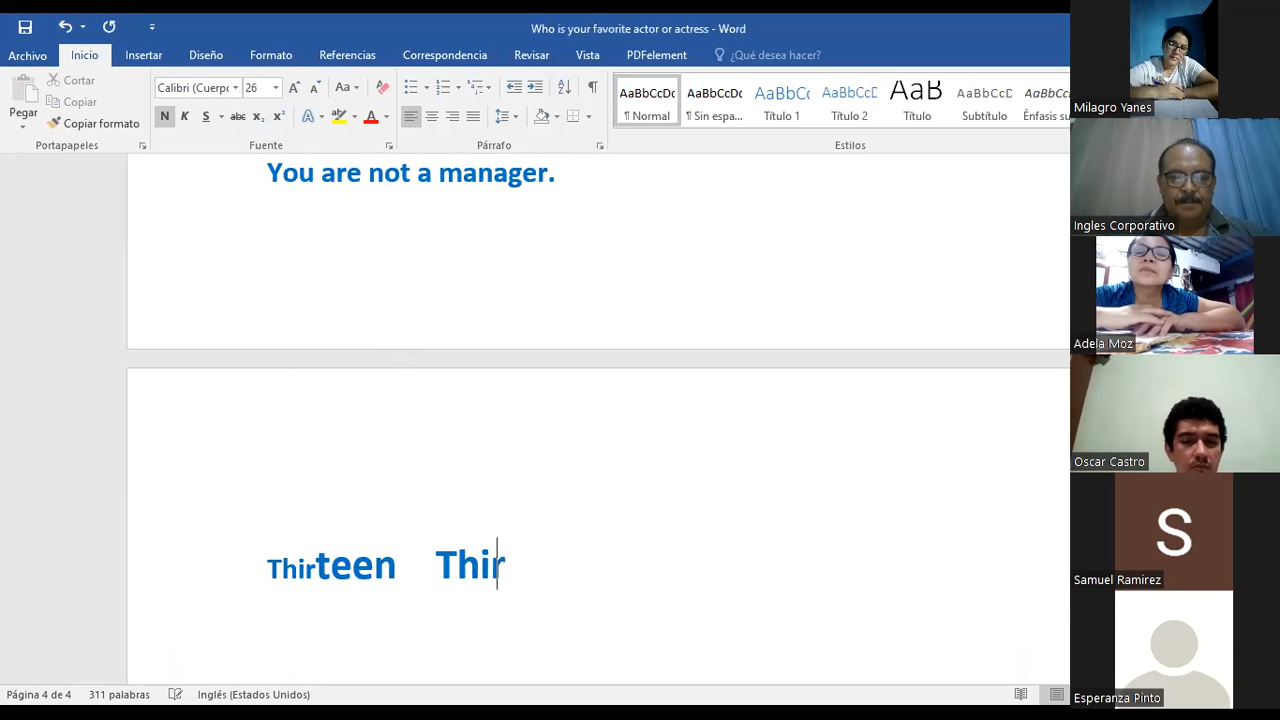 Who is your favorite actor or actress - Word
Archivo Inicio Insertar Diseño Formato Referencias Correspondencia Revisar Vista PDFelement ¿Qué desea hacer?
Pegar
Cortar
Copiar
Copiar formato
Portapapeles
Calibri (Cuerpo 26
Fuente
Párrafo
AaBbCcDc AaBbCcDc AaBbCc AaBbCcD AaB AaBbCcD AaBbCcDc
¶ Normal ¶ Sin espa... Título 1 Título 2 Título Subtítulo Énfasis su
Estilos
You are not a manager.
Thirteen Thir
Página 4 de 4 311 palabras Inglés (Estados Unidos)
Milagro Yanes
Ingles Corporativo
Adela Moz
Oscar Castro
S
Samuel Ramirez
Esperanza Pinto